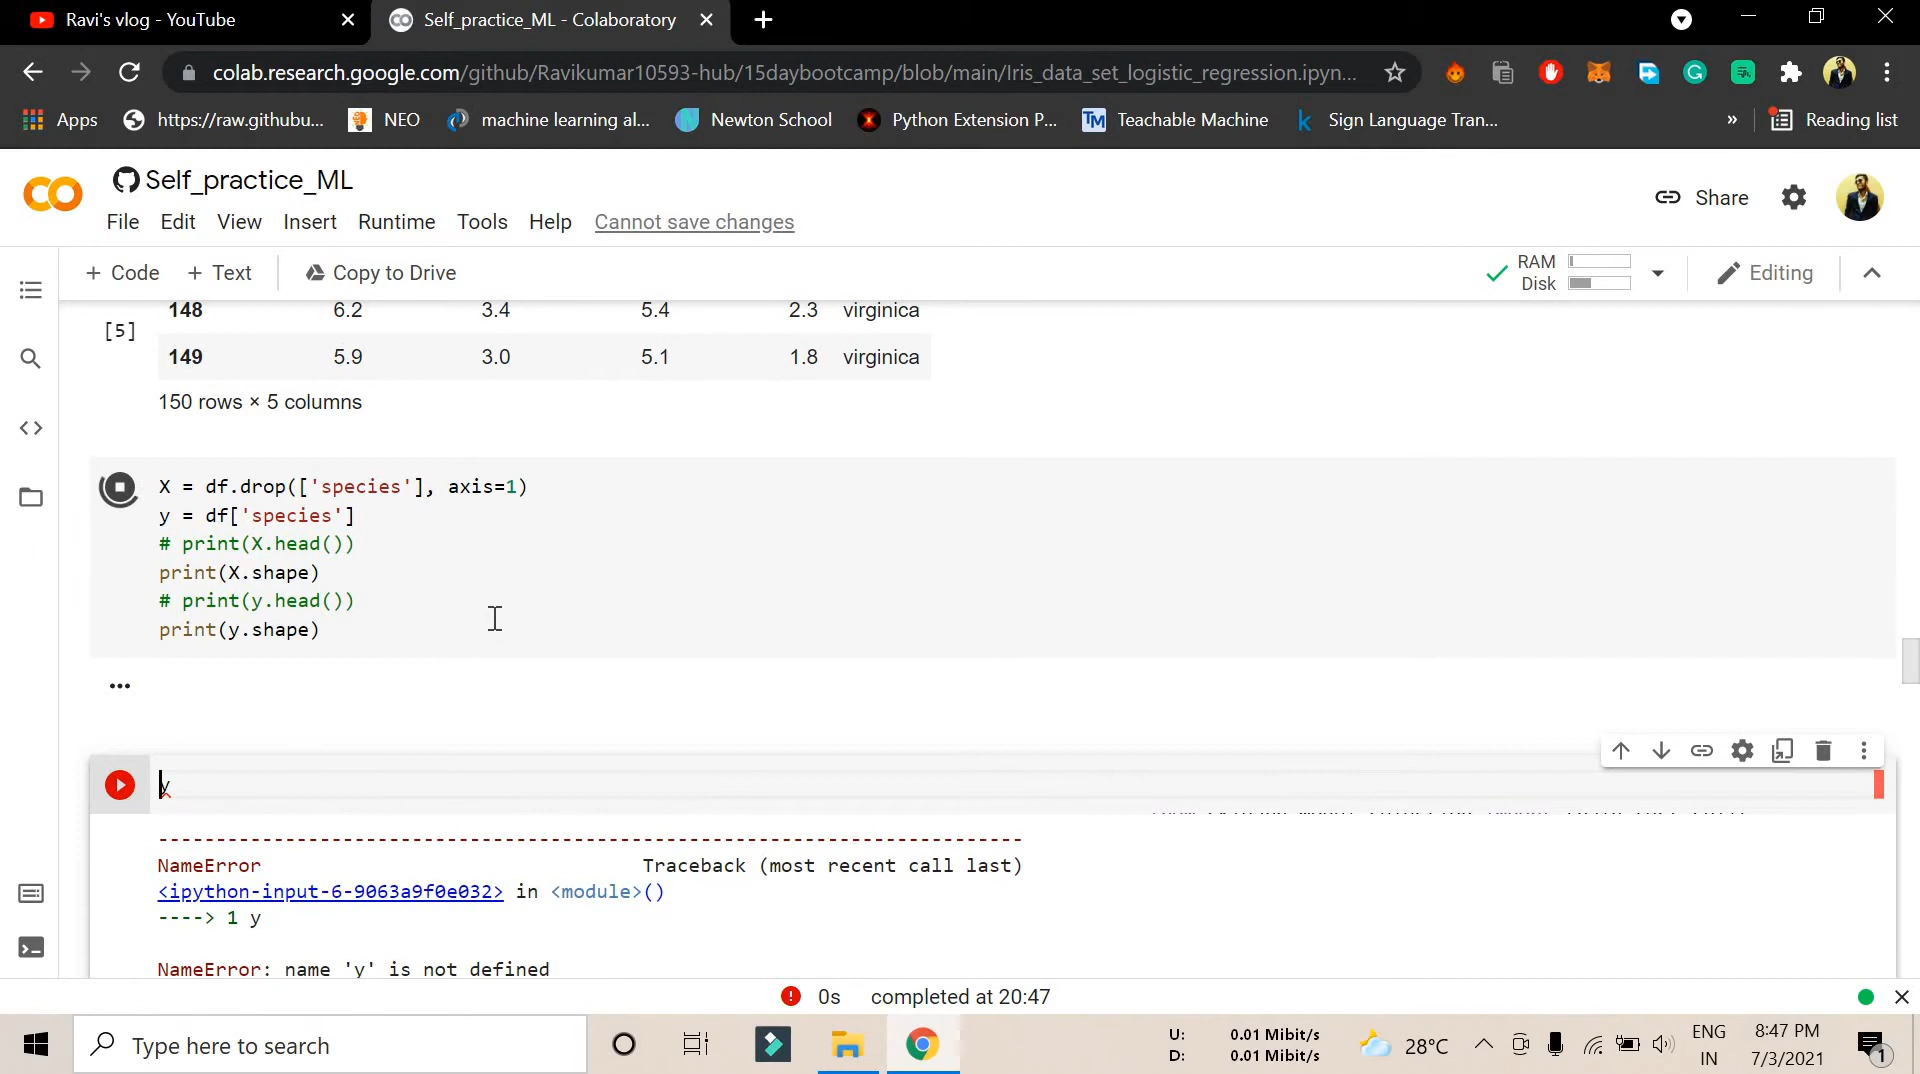 Ravi's vlog - YouTube
Self_practice_ML - Colaboratory
colab.research.google.com/github/Ravikumar10593-hub/15daybootcamp/blob/main/Iris_data_set_logistic_regression.ipyn...
Apps
https://raw.githubu...
NEO
machine learning al...
Newton School
Python Extension P...
TM
Teachable Machine
k
Sign Language Tran...
»
Reading list
Self_practice_ML
Share
File Edit View Insert Runtime Tools Help Cannot save changes
+ Code + Text
Copy to Drive
RAM
Disk
Editing
148 6.2 3.4 5.4 2.3 virginica
[5]
149 5.9 3.0 5.1 1.8 virginica
150 rows × 5 columns
X = df.drop(['species'], axis=1)
y = df['species']
# print(X.head())
print(X.shape)
# print(y.head())
print(y.shape)
...
y
---------------------------------------------------------------------------
NameError Traceback (most recent call last)
<ipython-input-6-9063a9f0e032> in <module>()
----> 1 y
NameError: name 'y' is not defined
0s completed at 20:47
Type here to search
U: 0.01 Mibit/s
D: 0.01 Mibit/s
28°C
ENG
IN
8:47 PM
7/3/2021
1